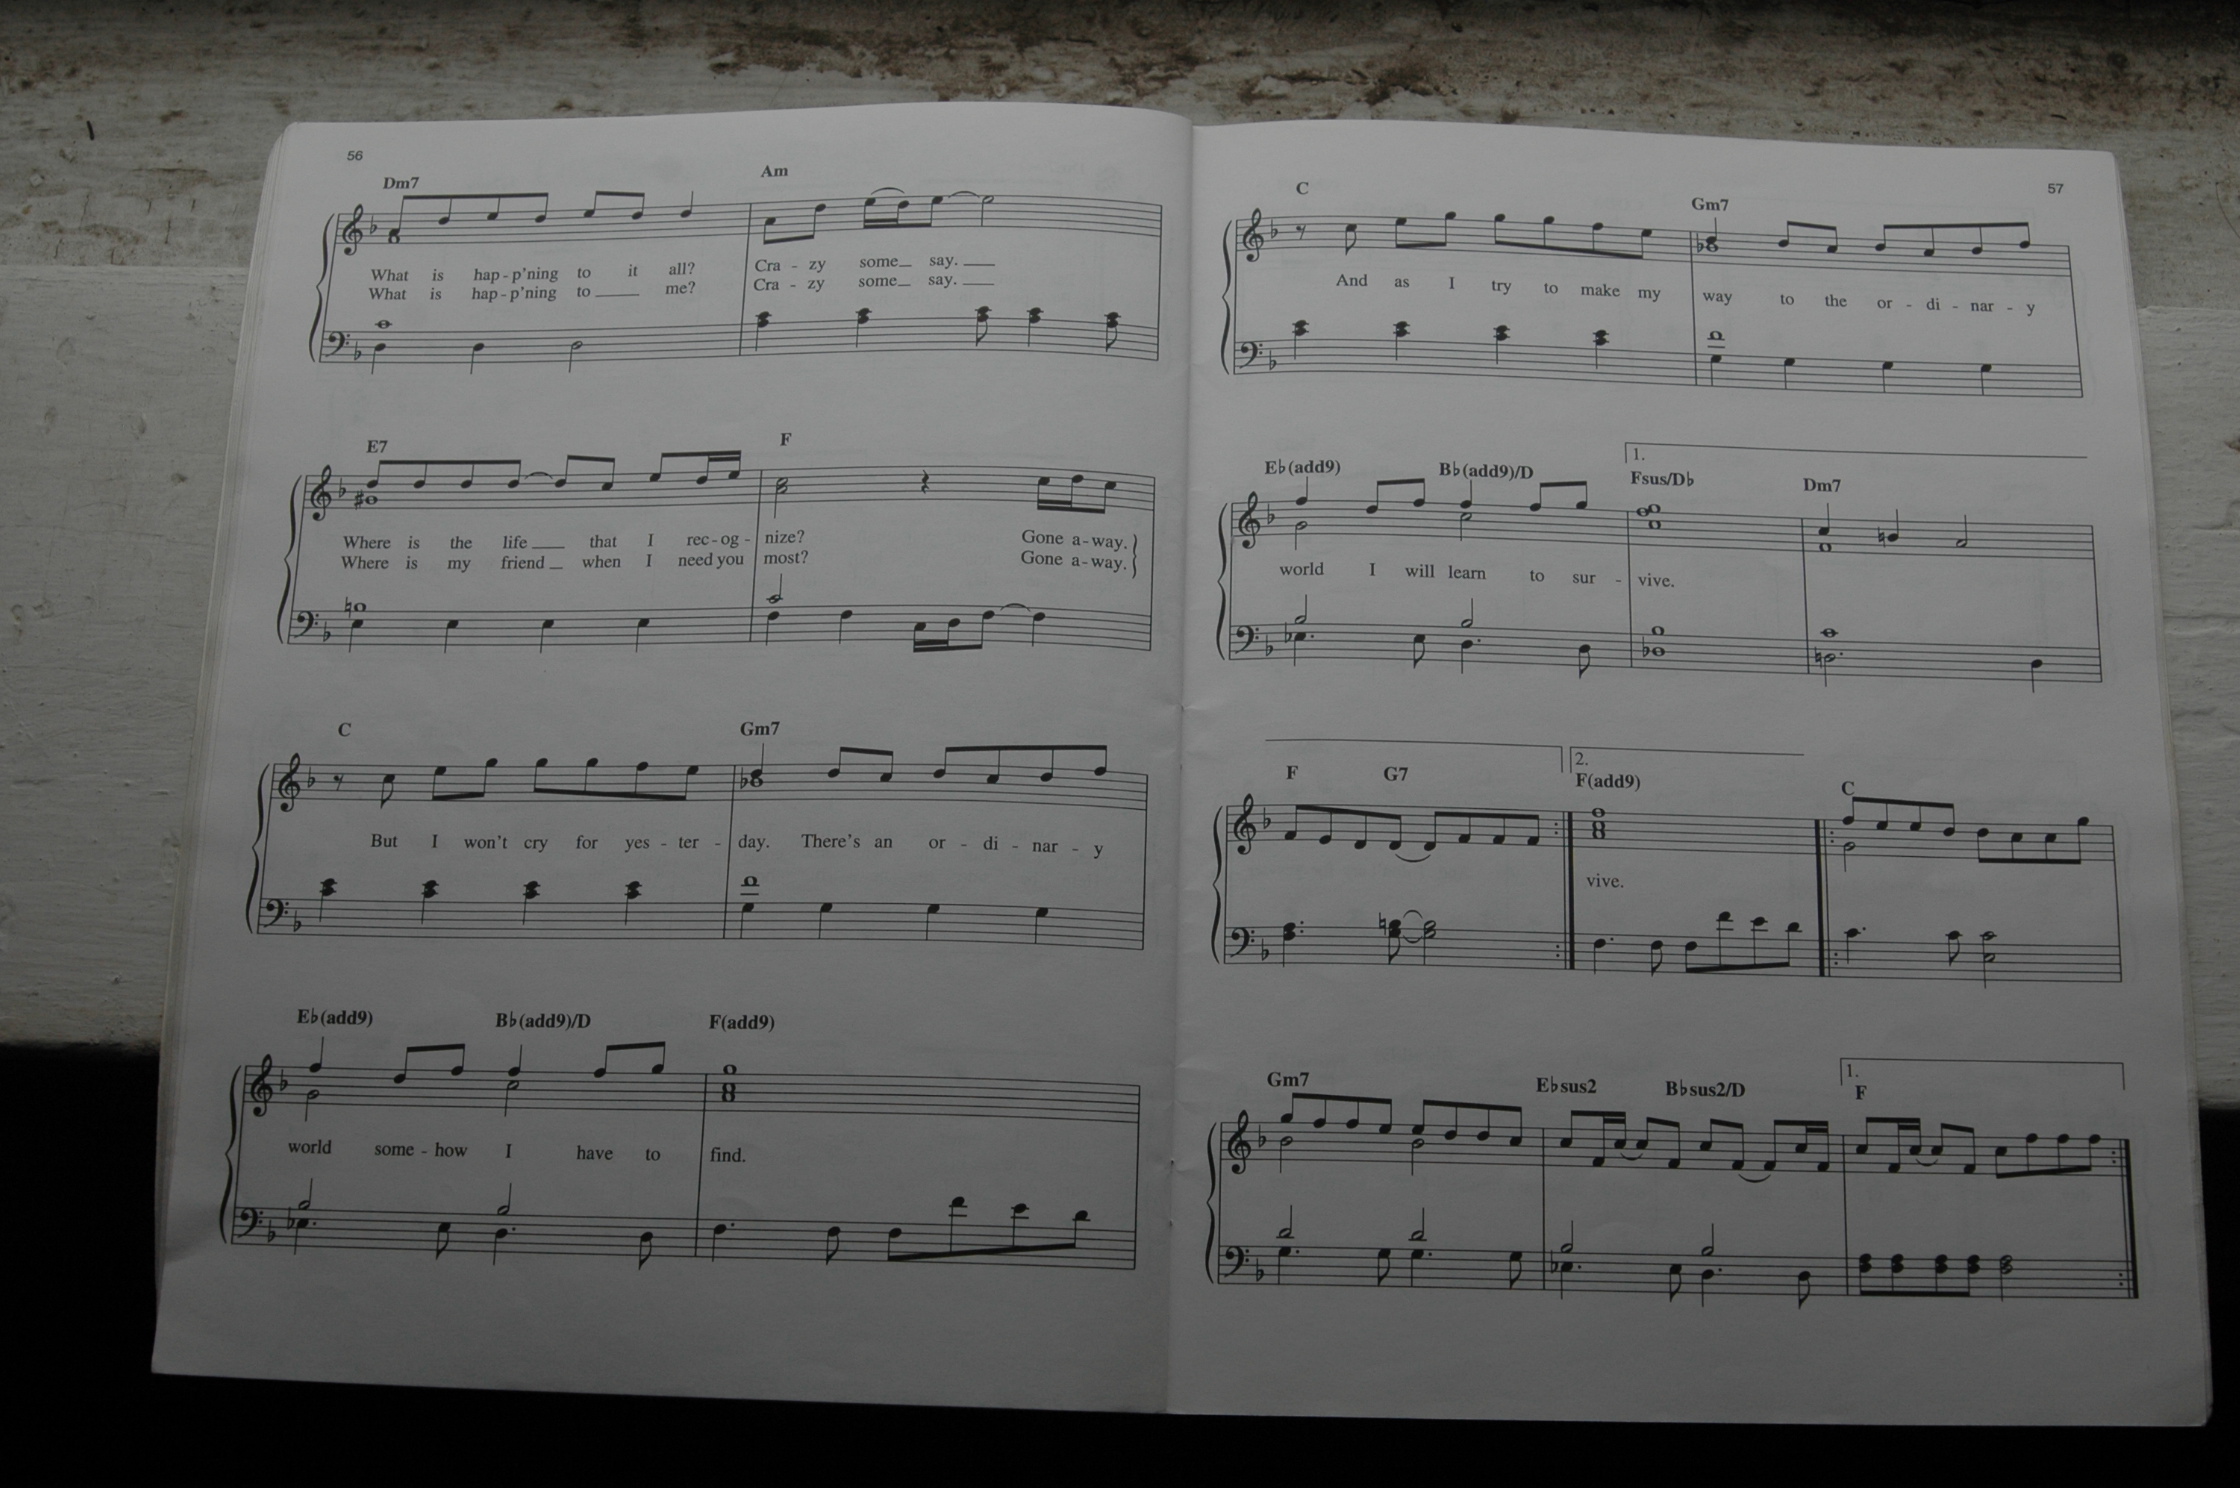 56
Dm7 Am
What is hap - p'ning to it all? Cra - zy some say.
What is hap - p'ning to me? Cra - zy some say.
E7 F
Where is the life that I rec - og - nize? Gone a - way.
Where is my friend when I need you most? Gone a - way.
C Gm7
But I won't cry for yes - ter - day. There's an or - di - nar - y
E♭(add9) B♭(add9)/D F(add9)
world some - how I have to find.
57
C Gm7
And as I try to make my way to the or - di - nar - y
1.
E♭(add9) B♭(add9)/D Fsus/D♭ Dm7
world I will learn to sur - vive.
2.
F G7 F(add9) C
vive.
1.
Gm7 E♭sus2 B♭sus2/D F